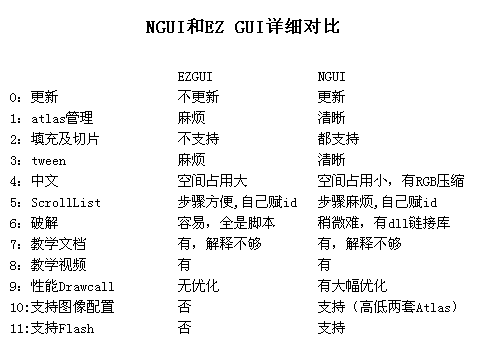 NGUI和EZ GUI详细对比
EZGUI NGUI
0：更新 不更新 更新
1：atlas管理 麻烦 清晰
2：填充及切片 不支持 都支持
3：tween 麻烦 清晰
4：中文 空间占用大 空间占用小，有RGB压缩
5：ScrollList 步骤方便,自己赋id 步骤麻烦,自己赋id
6：破解 容易，全是脚本 稍微难，有dll链接库
7：教学文档 有，解释不够 有，解释不够
8：教学视频 有 有
9：性能Drawcall 无优化 有大幅优化
10:支持图像配置 否 支持（高低两套Atlas）
11:支持Flash 否 支持